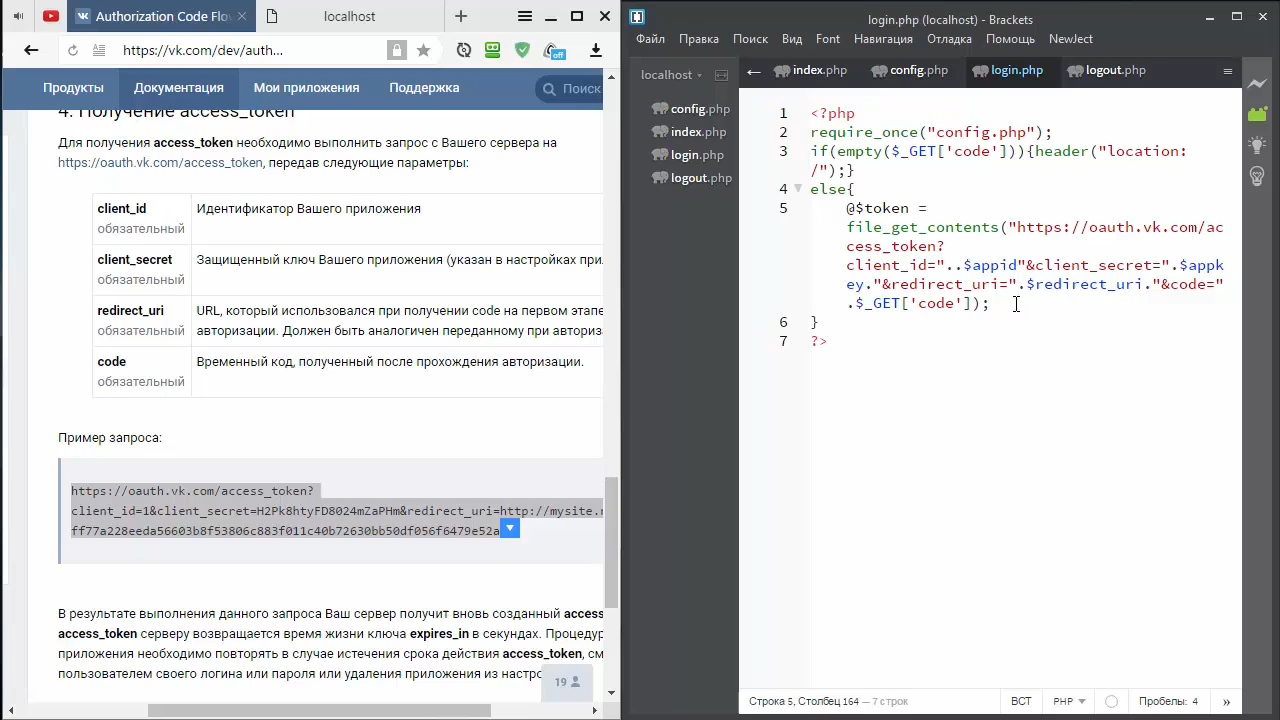 Authorization Code Flo
localhost
https://vk.com/dev/auth...
off
Продукты
Документация
Мои приложения
Поддержка
Поиск
4. Получение access_token
Для получения access_token необходимо выполнить запрос с Вашего сервера на
https://oauth.vk.com/access_token, передав следующие параметры:
client_id
обязательный
Идентификатор Вашего приложения
client_secret
обязательный
Защищенный ключ Вашего приложения (указан в настройках при
redirect_uri
обязательный
URL, который использовался при получении code на первом этапе
авторизации. Должен быть аналогичен переданному при авториз
code
обязательный
Временный код, полученный после прохождения авторизации.
Пример запроса:
https://oauth.vk.com/access_token?
client_id=1&client_secret=H2Pk8htyFD8024mZaPHm&redirect_uri=http://mysite.r
ff77a228eeda56603b8f53806c883f011c40b72630bb50df056f6479e52a
В результате выполнения данного запроса Ваш сервер получит вновь созданный access
access_token серверу возвращается время жизни ключа expires_in в секундах. Процедур
приложения необходимо повторять в случае истечения срока действия access_token, см
пользователем своего логина или пароля или удаления приложения из настро
19
login.php (localhost) - Brackets
Файл Правка Поиск Вид Font Навигация Отладка Помощь NewJect
localhost
config.php
index.php
login.php
logout.php
index.php config.php login.php logout.php
1 <?php
2 require_once("config.php");
3 if(empty($_GET['code'])){header("location:
/");}
4 else{
5 @$token =
file_get_contents("https://oauth.vk.com/ac
cess_token?
client_id="..$appid"&client_secret=".$appk
ey."&redirect_uri=".$redirect_uri."&code="
.$_GET['code']);
6 }
7 ?>
Строка 5, Столбец 164 — 7 строк
ВСТ
PHP
Пробелы: 4
»